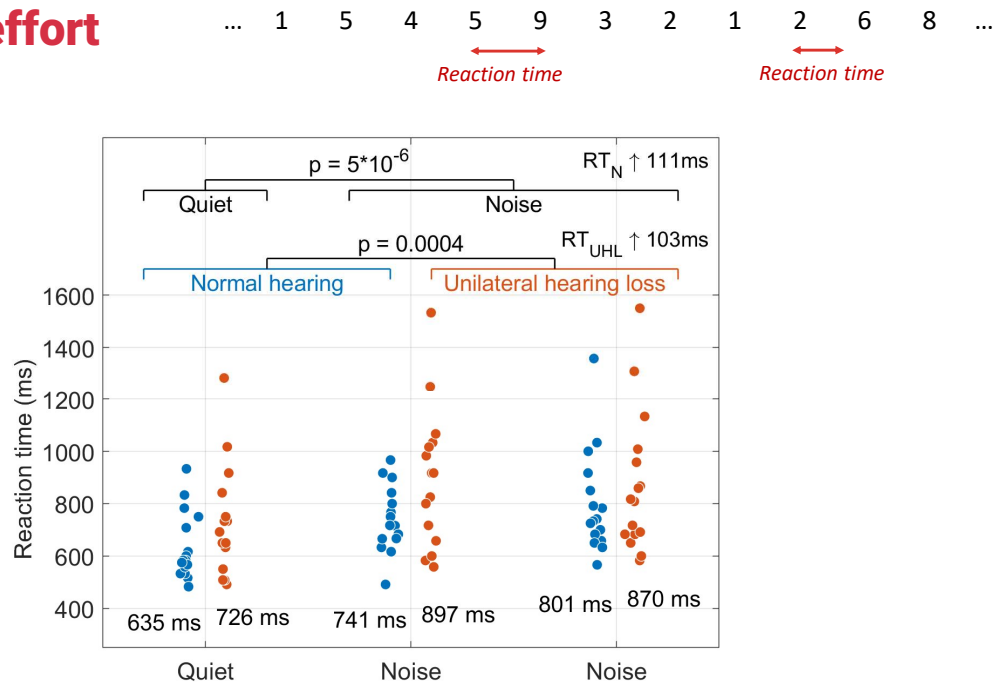 effort
... 1 5 4 5 9 3 2 1 2 6 8 ...
Reaction time Reaction time
p = 5*10^-6 RT_N ↑ 111ms
Quiet Noise
p = 0.0004 RT_UHL ↑ 103ms
Normal hearing Unilateral hearing loss
1600
1400
1200
1000
800
600
400
Reaction time (ms)
635 ms 726 ms 741 ms 897 ms 801 ms 870 ms
Quiet Noise Noise